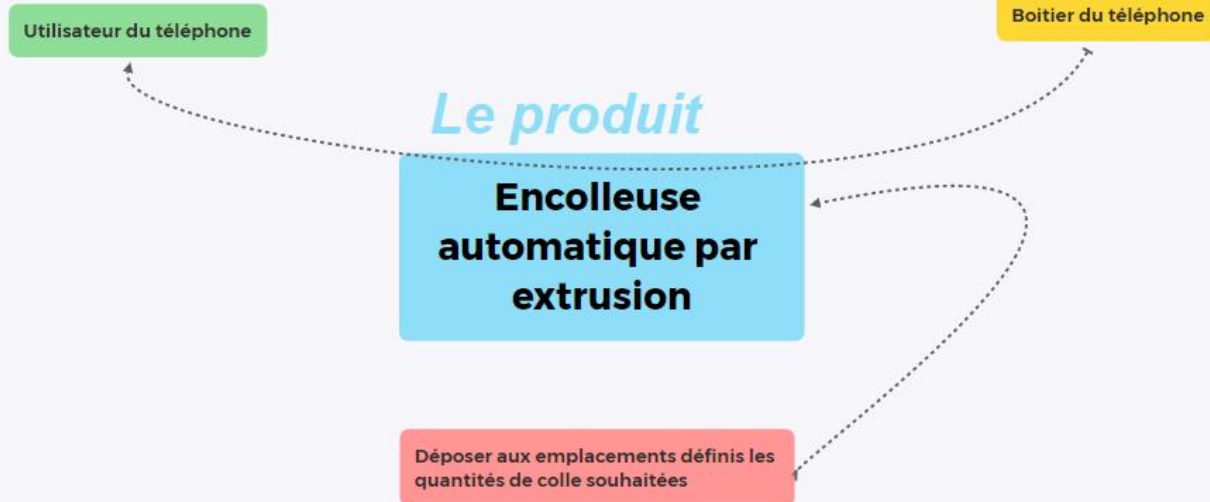 Utilisateur du téléphone
Boitier du téléphone
Le produit
Encolleuse
automatique par
extrusion
Déposer aux emplacements définis les
quantités de colle souhaitées